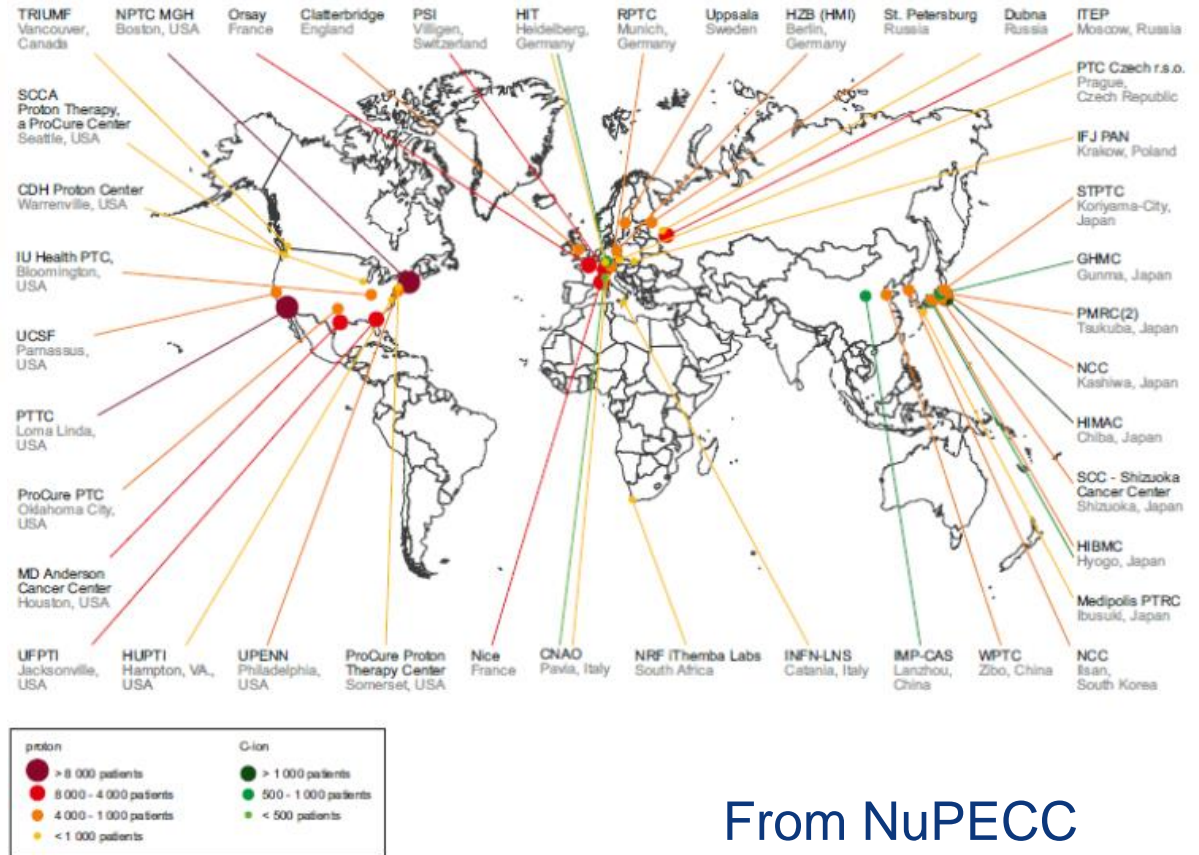 TRIUMF
Vancouver,
Canada
NPTC MGH
Boston, USA
Orsay
France
Clatterbridge
England
PSI
Villigen,
Switzerland
HIT
Heidelberg,
Germany
RPTC
Munich,
Germany
Uppsala
Sweden
HZB (HMI)
Berlin,
Germany
St. Petersburg
Russia
Dubna
Russia
ITEP
Moscow, Russia
PTC Czech r.s.o.
Prague,
Czech Republic
IFJ PAN
Krakow, Poland
STPTC
Koriyama-City,
Japan
GHMC
Gunma, Japan
PMRC(2)
Tsukuba, Japan
NCC
Kashiwa, Japan
HIMAC
Chiba, Japan
SCC - Shizuoka
Cancer Center
Shizuoka, Japan
HIBMC
Hyogo, Japan
Medipolis PTRC
Ibusuki, Japan
SCCA
Proton Therapy,
a ProCure Center
Seattle, USA
CDH Proton Center
Warrenville, USA
IU Health PTC,
Bloomington,
USA
UCSF
Parnassus,
USA
PTTC
Loma Linda,
USA
ProCure PTC
Oklahoma City,
USA
MD Anderson
Cancer Center
Houston, USA
UFPTI
Jacksonville,
USA
HUPTI
Hampton, VA.,
USA
UPENN
Philadelphia,
USA
ProCure Proton
Therapy Center
Somerset, USA
Nice
France
CNAO
Pavia, Italy
NRF iThemba Labs
South Africa
INFN-LNS
Catania, Italy
IMP-CAS
Lanzhou,
China
WPTC
Zibo, China
NCC
Ilsan,
South Korea
proton
> 8 000 patients
8 000 - 4 000 patients
4 000 - 1 000 patients
< 1 000 patients
C-ion
> 1 000 patients
500 - 1 000 patients
< 500 patients
From NuPECC